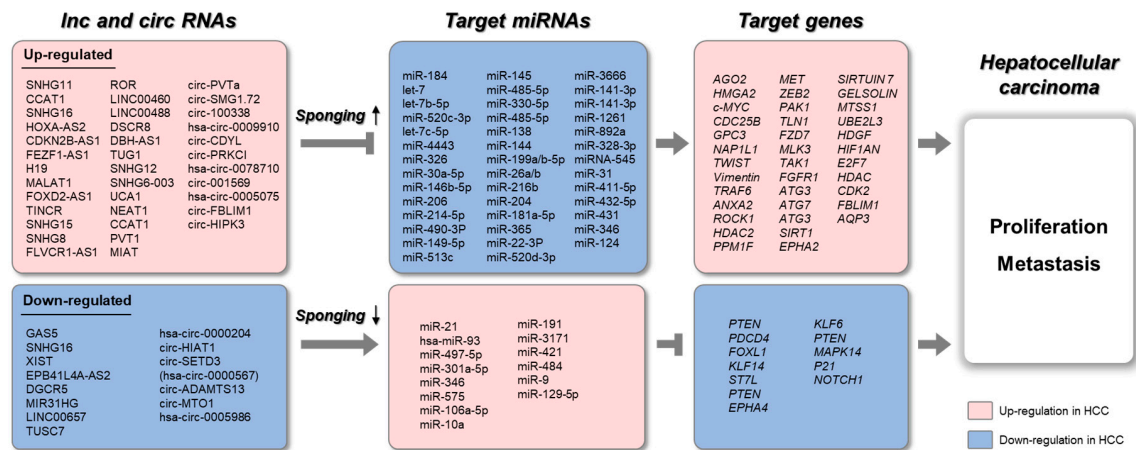 lnc and circ RNAs
Target miRNAs
Target genes
Hepatocellular
carcinoma
Up-regulated
SNHG11
CCAT1
SNHG16
HOXA-AS2
CDKN2B-AS1
FEZF1-AS1
H19
MALAT1
FOXD2-AS1
TINCR
SNHG15
SNHG8
FLVCR1-AS1
ROR
LINC00460
LINC00488
DSCR8
DBH-AS1
TUG1
SNHG12
SNHG6-003
UCA1
NEAT1
CCAT1
PVT1
MIAT
circ-PVTa
circ-SMG1.72
circ-100338
hsa-circ-0009910
circ-CDYL
circ-PRKCI
hsa-circ-0078710
circ-001569
hsa-circ-0005075
circ-FBLIM1
circ-HIPK3
Sponging ↑
miR-184
let-7
let-7b-5p
miR-520c-3p
let-7c-5p
miR-4443
miR-326
miR-30a-5p
miR-146b-5p
miR-206
miR-214-5p
miR-490-3P
miR-149-5p
miR-513c
miR-145
miR-485-5p
miR-330-5p
miR-485-5p
miR-138
miR-144
miR-199a/b-5p
miR-26a/b
miR-216b
miR-204
miR-181a-5p
miR-365
miR-22-3P
miR-520d-3p
miR-3666
miR-141-3p
miR-141-3p
miR-1261
miR-892a
miR-328-3p
miRNA-545
miR-31
miR-411-5p
miR-432-5p
miR-431
miR-346
miR-124
AGO2
HMGA2
c-MYC
CDC25B
GPC3
NAP1L1
TWIST
Vimentin
TRAF6
ANXA2
ROCK1
HDAC2
PPM1F
MET
ZEB2
PAK1
TLN1
FZD7
MLK3
TAK1
FGFR1
ATG3
ATG7
ATG3
SIRT1
EPHA2
SIRTUIN 7
GELSOLIN
MTSS1
UBE2L3
HDGF
HIF1AN
E2F7
HDAC
CDK2
FBLIM1
AQP3
Proliferation
Metastasis
Down-regulated
GAS5
SNHG16
XIST
EPB41L4A-AS2
DGCR5
MIR31HG
LINC00657
TUSC7
hsa-circ-0000204
circ-HIAT1
circ-SETD3
(hsa-circ-0000567)
circ-ADAMTS13
circ-MTO1
hsa-circ-0005986
Sponging ↓
miR-21
hsa-miR-93
miR-497-5p
miR-301a-5p
miR-346
miR-575
miR-106a-5p
miR-10a
miR-191
miR-3171
miR-421
miR-484
miR-9
miR-129-5p
PTEN
PDCD4
FOXL1
KLF14
ST7L
PTEN
EPHA4
KLF6
PTEN
MAPK14
P21
NOTCH1
Up-regulation in HCC
Down-regulation in HCC